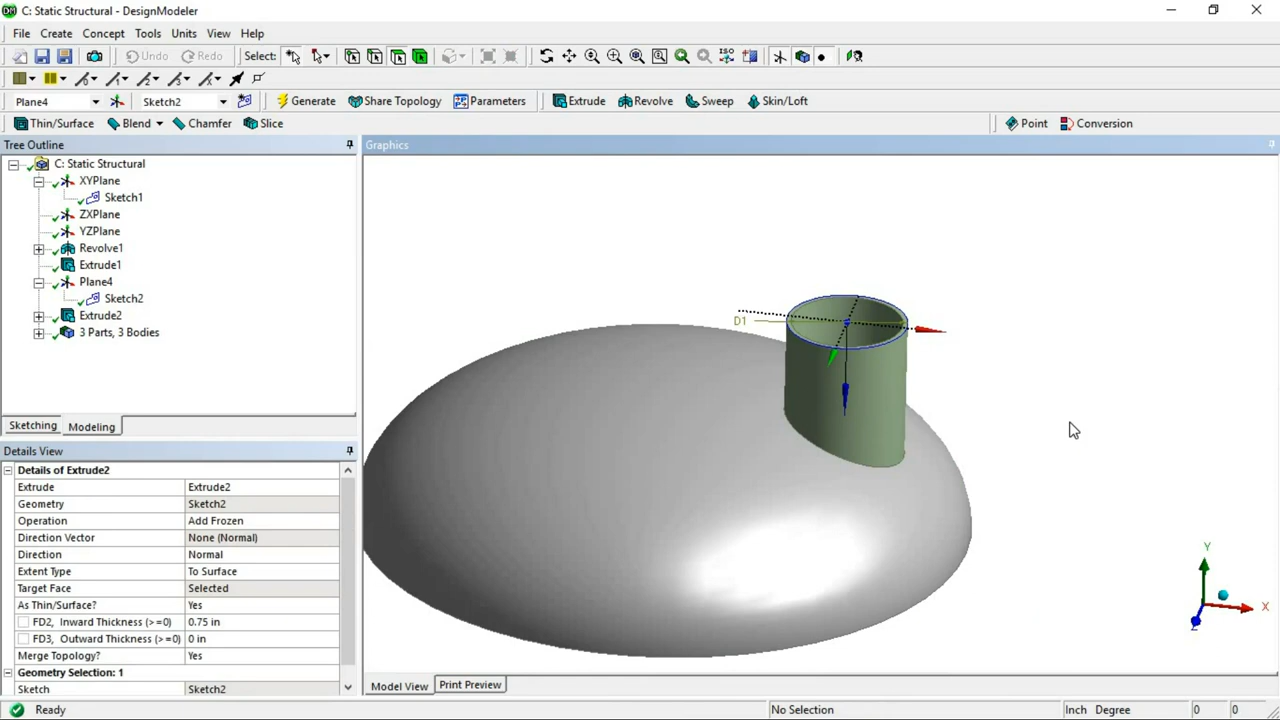 C: Static Structural - DesignModeler
File Create Concept Tools Units View Help
Undo Redo Select: ISO
Plane4 Sketch2 Generate Share Topology Parameters Extrude Revolve Sweep Skin/Loft
Thin/Surface Blend Chamfer Slice Point Conversion
Tree Outline
C: Static Structural
XYPlane
Sketch1
ZXPlane
YZPlane
Revolve1
Extrude1
Plane4
Sketch2
Extrude2
3 Parts, 3 Bodies
Sketching Modeling
Details View
Details of Extrude2
Extrude Extrude2
Geometry Sketch2
Operation Add Frozen
Direction Vector None (Normal)
Direction Normal
Extent Type To Surface
Target Face Selected
As Thin/Surface? Yes
FD2, Inward Thickness (>=0) 0.75 in
FD3, Outward Thickness (>=0) 0 in
Merge Topology? Yes
Geometry Selection: 1
Sketch Sketch2
Graphics
D1
Y
X
Z
Model View Print Preview
Ready No Selection Inch Degree 0 0